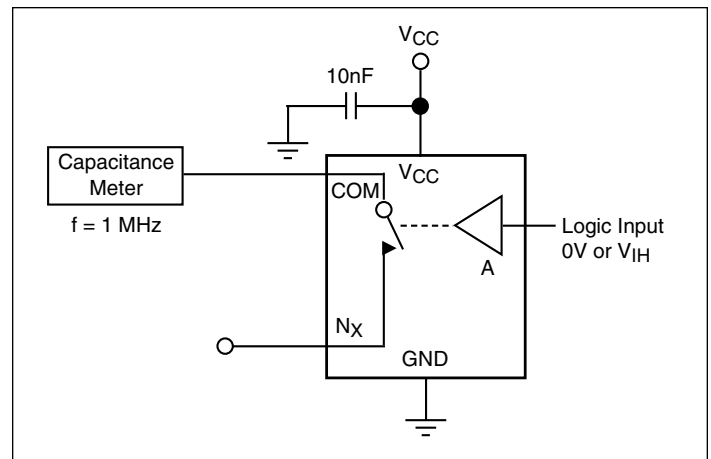 VCC
10nF
Capacitance
Meter
f = 1 MHz
VCC
COM
Logic Input
0V or VIH
A
NX
GND